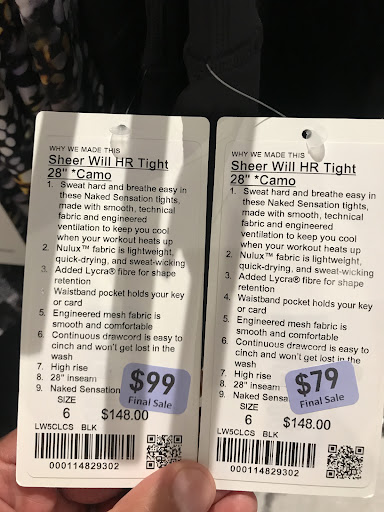 WHY WE MADE THIS
Sheer Will HR Tight
28" *Camo
1. Sweat hard and breathe easy in
these Naked Sensation tights,
made with smooth, technical
fabric and engineered
ventilation to keep you cool
when your workout heats up
2. Nulux™ fabric is lightweight,
quick-drying, and sweat-wicking
3. Added Lycra® fibre for shape
retention
4. Waistband pocket holds your key
or card
5. Engineered mesh fabric is
smooth and comfortable
6. Continuous drawcord is easy to
cinch and won't get lost in the
wash
7. High rise
8. 28" inseam
9. Naked Sensation
$99
Final Sale
SIZE
6 $148.00
LW5CLCS BLK
000114829302
WHY WE MADE THIS
Sheer Will HR Tight
28" *Camo
1. Sweat hard and breathe easy in
these Naked Sensation tights,
made with smooth, technical
fabric and engineered
ventilation to keep you cool
when your workout heats up
2. Nulux™ fabric is lightweight,
quick-drying, and sweat-wicking
3. Added Lycra® fibre for shape
retention
4. Waistband pocket holds your key
or card
5. Engineered mesh fabric is
smooth and comfortable
6. Continuous drawcord is easy to
cinch and won't get lost in the
wash
7. High rise
8. 28" inseam
9. Naked Sensa
$79
Final Sale
SIZE
6 $148.00
LW5CLCS BLK
000114829302